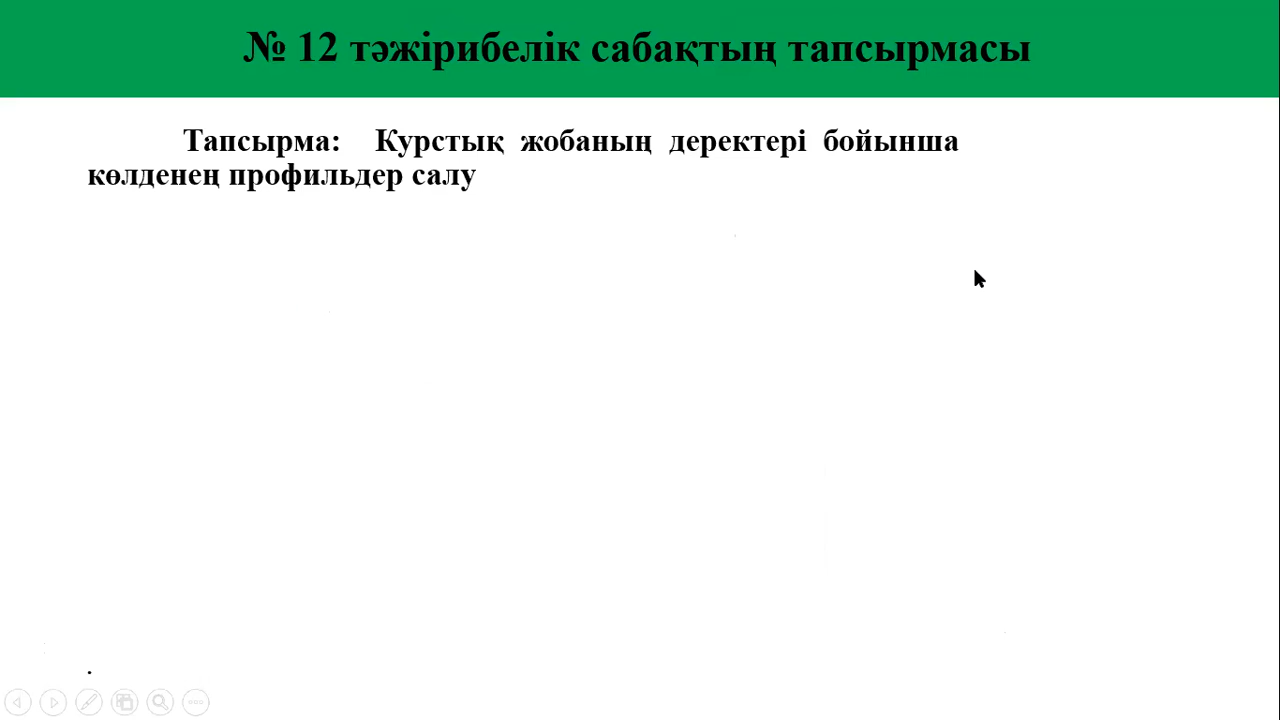 № 12 тәжірибелік сабақтың тапсырмасы
Тапсырма: Курстық жобаның деректері бойынша
көлденең профильдер салу
.